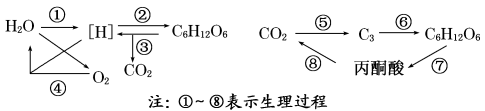 ① ② ⑤ ⑥
H₂O [H] C₆H₁₂O₆ CO₂ C₃ C₆H₁₂O₆
③ ⑧ ⑦
④ O₂ CO₂ 丙酮酸
注：①～⑧表示生理过程